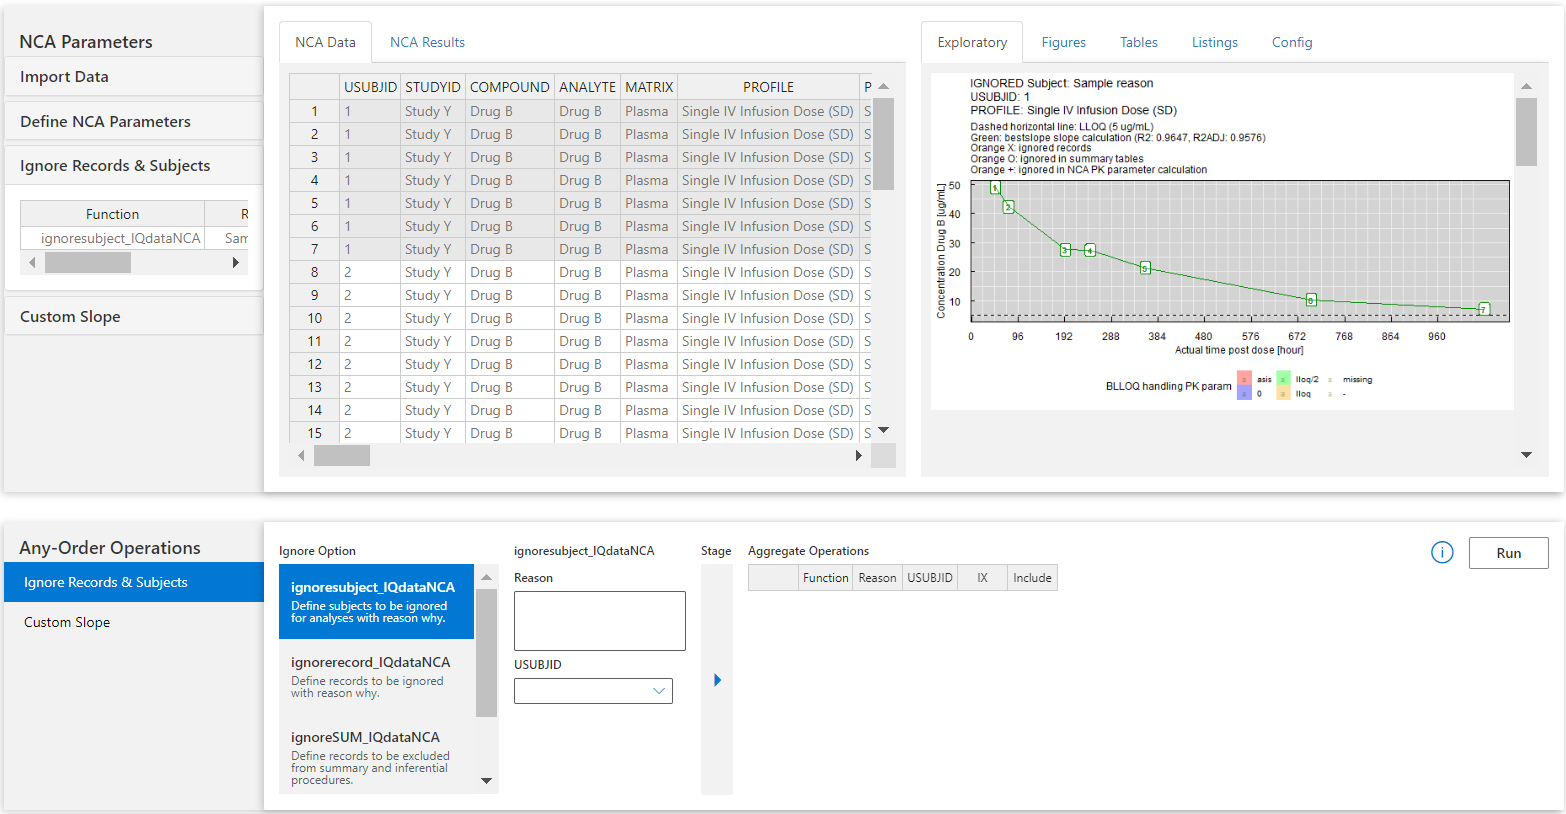 NCA Parameters
Import Data
Define NCA Parameters
Ignore Records & Subjects
Function R
ignoresubject_IQdataNCA Sam
Custom Slope
NCA Data NCA Results
USUBJID STUDYID COMPOUND ANALYTE MATRIX PROFILE P
1 1 Study Y Drug B Drug B Plasma Single IV Infusion Dose (SD) S
2 1 Study Y Drug B Drug B Plasma Single IV Infusion Dose (SD) S
3 1 Study Y Drug B Drug B Plasma Single IV Infusion Dose (SD) S
4 1 Study Y Drug B Drug B Plasma Single IV Infusion Dose (SD) S
5 1 Study Y Drug B Drug B Plasma Single IV Infusion Dose (SD) S
6 1 Study Y Drug B Drug B Plasma Single IV Infusion Dose (SD) S
7 1 Study Y Drug B Drug B Plasma Single IV Infusion Dose (SD) S
8 2 Study Y Drug B Drug B Plasma Single IV Infusion Dose (SD) S
9 2 Study Y Drug B Drug B Plasma Single IV Infusion Dose (SD) S
10 2 Study Y Drug B Drug B Plasma Single IV Infusion Dose (SD) S
11 2 Study Y Drug B Drug B Plasma Single IV Infusion Dose (SD) S
12 2 Study Y Drug B Drug B Plasma Single IV Infusion Dose (SD) S
13 2 Study Y Drug B Drug B Plasma Single IV Infusion Dose (SD) S
14 2 Study Y Drug B Drug B Plasma Single IV Infusion Dose (SD) S
15 2 Study Y Drug B Drug B Plasma Single IV Infusion Dose (SD) S
Exploratory Figures Tables Listings Config
IGNORED Subject: Sample reason
USUBJID: 1
PROFILE: Single IV Infusion Dose (SD)
Dashed horizontal line: LLOQ (5 ug/mL)
Green: bestslope slope calculation (R2: 0.9647, R2ADJ: 0.9576)
Orange X: ignored records
Orange O: ignored in summary tables
Orange +: ignored in NCA PK parameter calculation
Concentration Drug B [ug/mL]
50
40
30
20
10
1
2
3 4
5
6
7
0 96 192 288 384 480 576 672 768 864 960
Actual time post dose [hour]
BLLOQ handling PK param
a asis a lloq/2 a missing
a 0 a lloq a -
Any-Order Operations
Ignore Records & Subjects
Custom Slope
Ignore Option
ignoresubject_IQdataNCA
Define subjects to be ignored
for analyses with reason why.
ignorerecord_IQdataNCA
Define records to be ignored
with reason why.
ignoreSUM_IQdataNCA
Define records to be excluded
from summary and inferential
procedures.
ignoresubject_IQdataNCA
Reason
USUBJID
Stage
Aggregate Operations
Function Reason USUBJID IX Include
i
Run